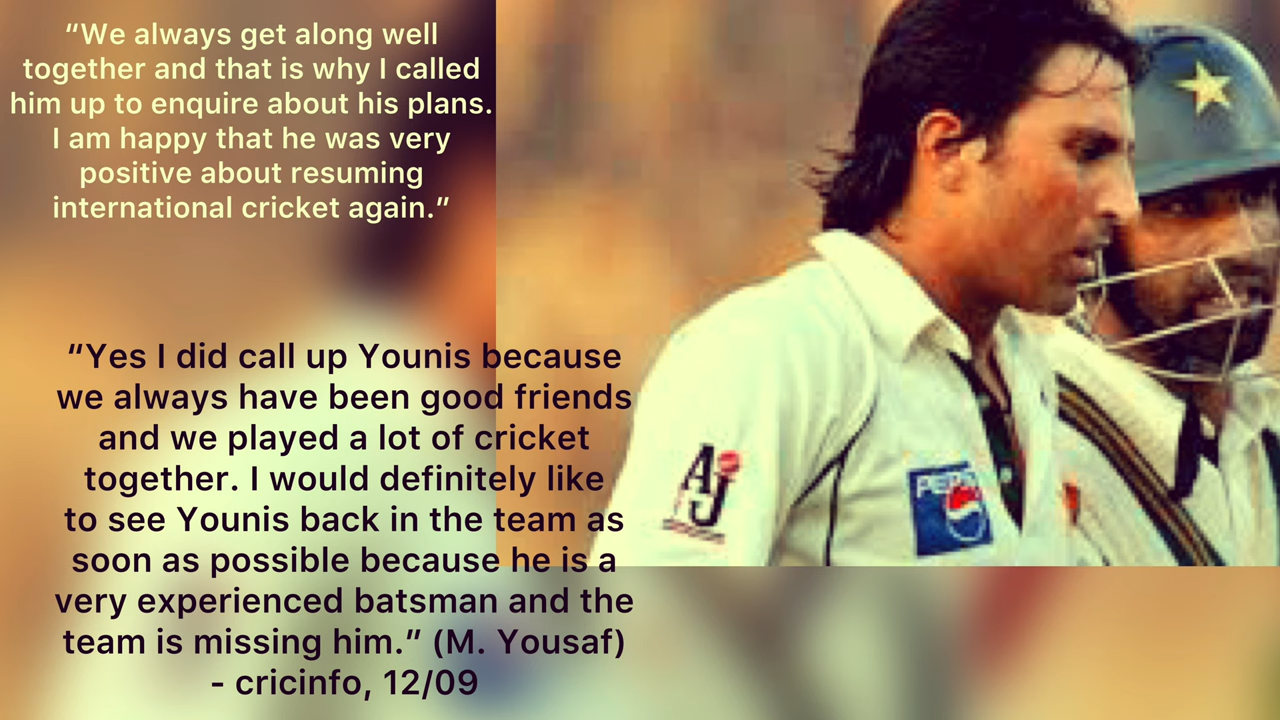 “We always get along well
together and that is why I called
him up to enquire about his plans.
I am happy that he was very
positive about resuming
international cricket again.”
“Yes I did call up Younis because
we always have been good friends
and we played a lot of cricket
together. I would definitely like
to see Younis back in the team as
soon as possible because he is a
very experienced batsman and the
team is missing him.” (M. Yousaf)
- cricinfo, 12/09
AJ
PEPSI